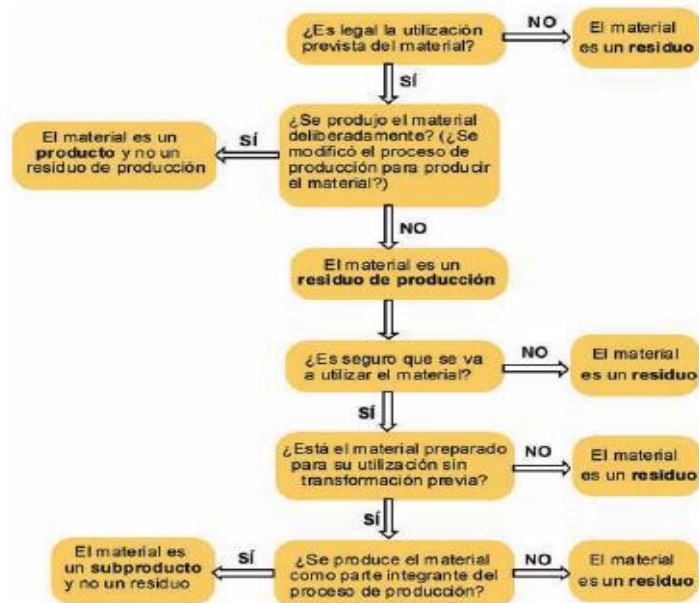 ¿Es legal la utilización
prevista del material?
NO
El material
es un residuo
SÍ
¿Se produjo el material
deliberadamente? (¿Se
modificó el proceso de
producción para producir
el material?)
SÍ
El material es un
producto y no un
residuo de producción
NO
El material es un
residuo de producción
¿Es seguro que se va
a utilizar el material?
NO
El material
es un residuo
SÍ
¿Está el material preparado
para su utilización sin
transformación previa?
NO
El material
es un residuo
SÍ
¿Se produce el material
como parte integrante del
proceso de producción?
SÍ
El material es
un subproducto
y no un residuo
NO
El material
es un residuo